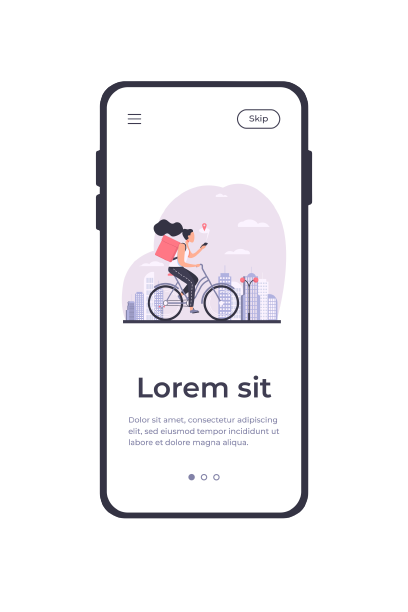 Skip
Lorem sit
Dolor sit amet, consectetur adipiscing
elit, sed eiusmod tempor incididunt ut
labore et dolore magna aliqua.